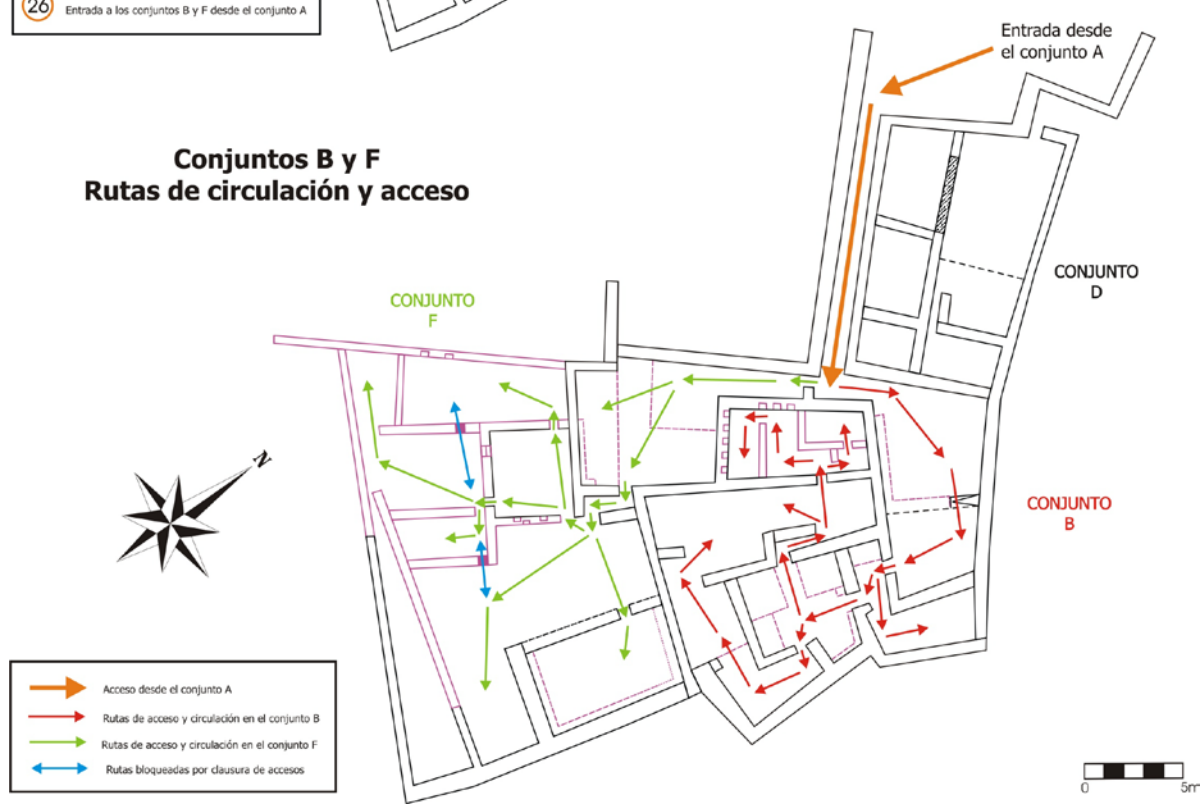 26 Entrada a los conjuntos B y F desde el conjunto A
Entrada desde
el conjunto A
Conjuntos B y F
Rutas de circulación y acceso
CONJUNTO
D
CONJUNTO
F
N
CONJUNTO
B
Acceso desde el conjunto A
Rutas de acceso y circulación en el conjunto B
Rutas de acceso y circulación en el conjunto F
Rutas bloqueadas por clausura de accesos
0 5m